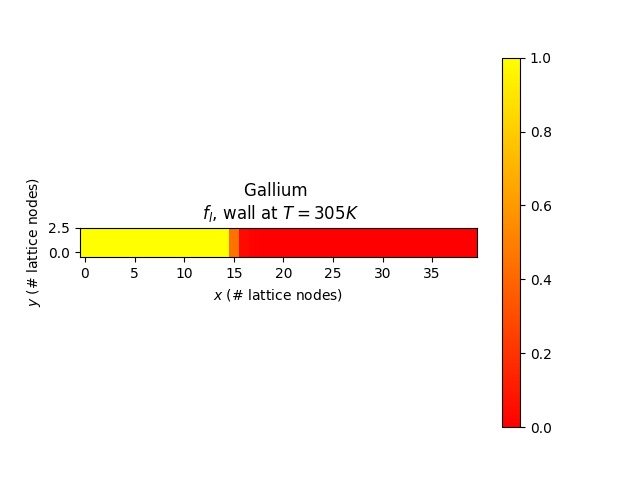 Gallium
f_l, wall at T = 305K
y (# lattice nodes)
2.5
0.0
0 5 10 15 20 25 30 35
x (# lattice nodes)
1.0
0.8
0.6
0.4
0.2
0.0